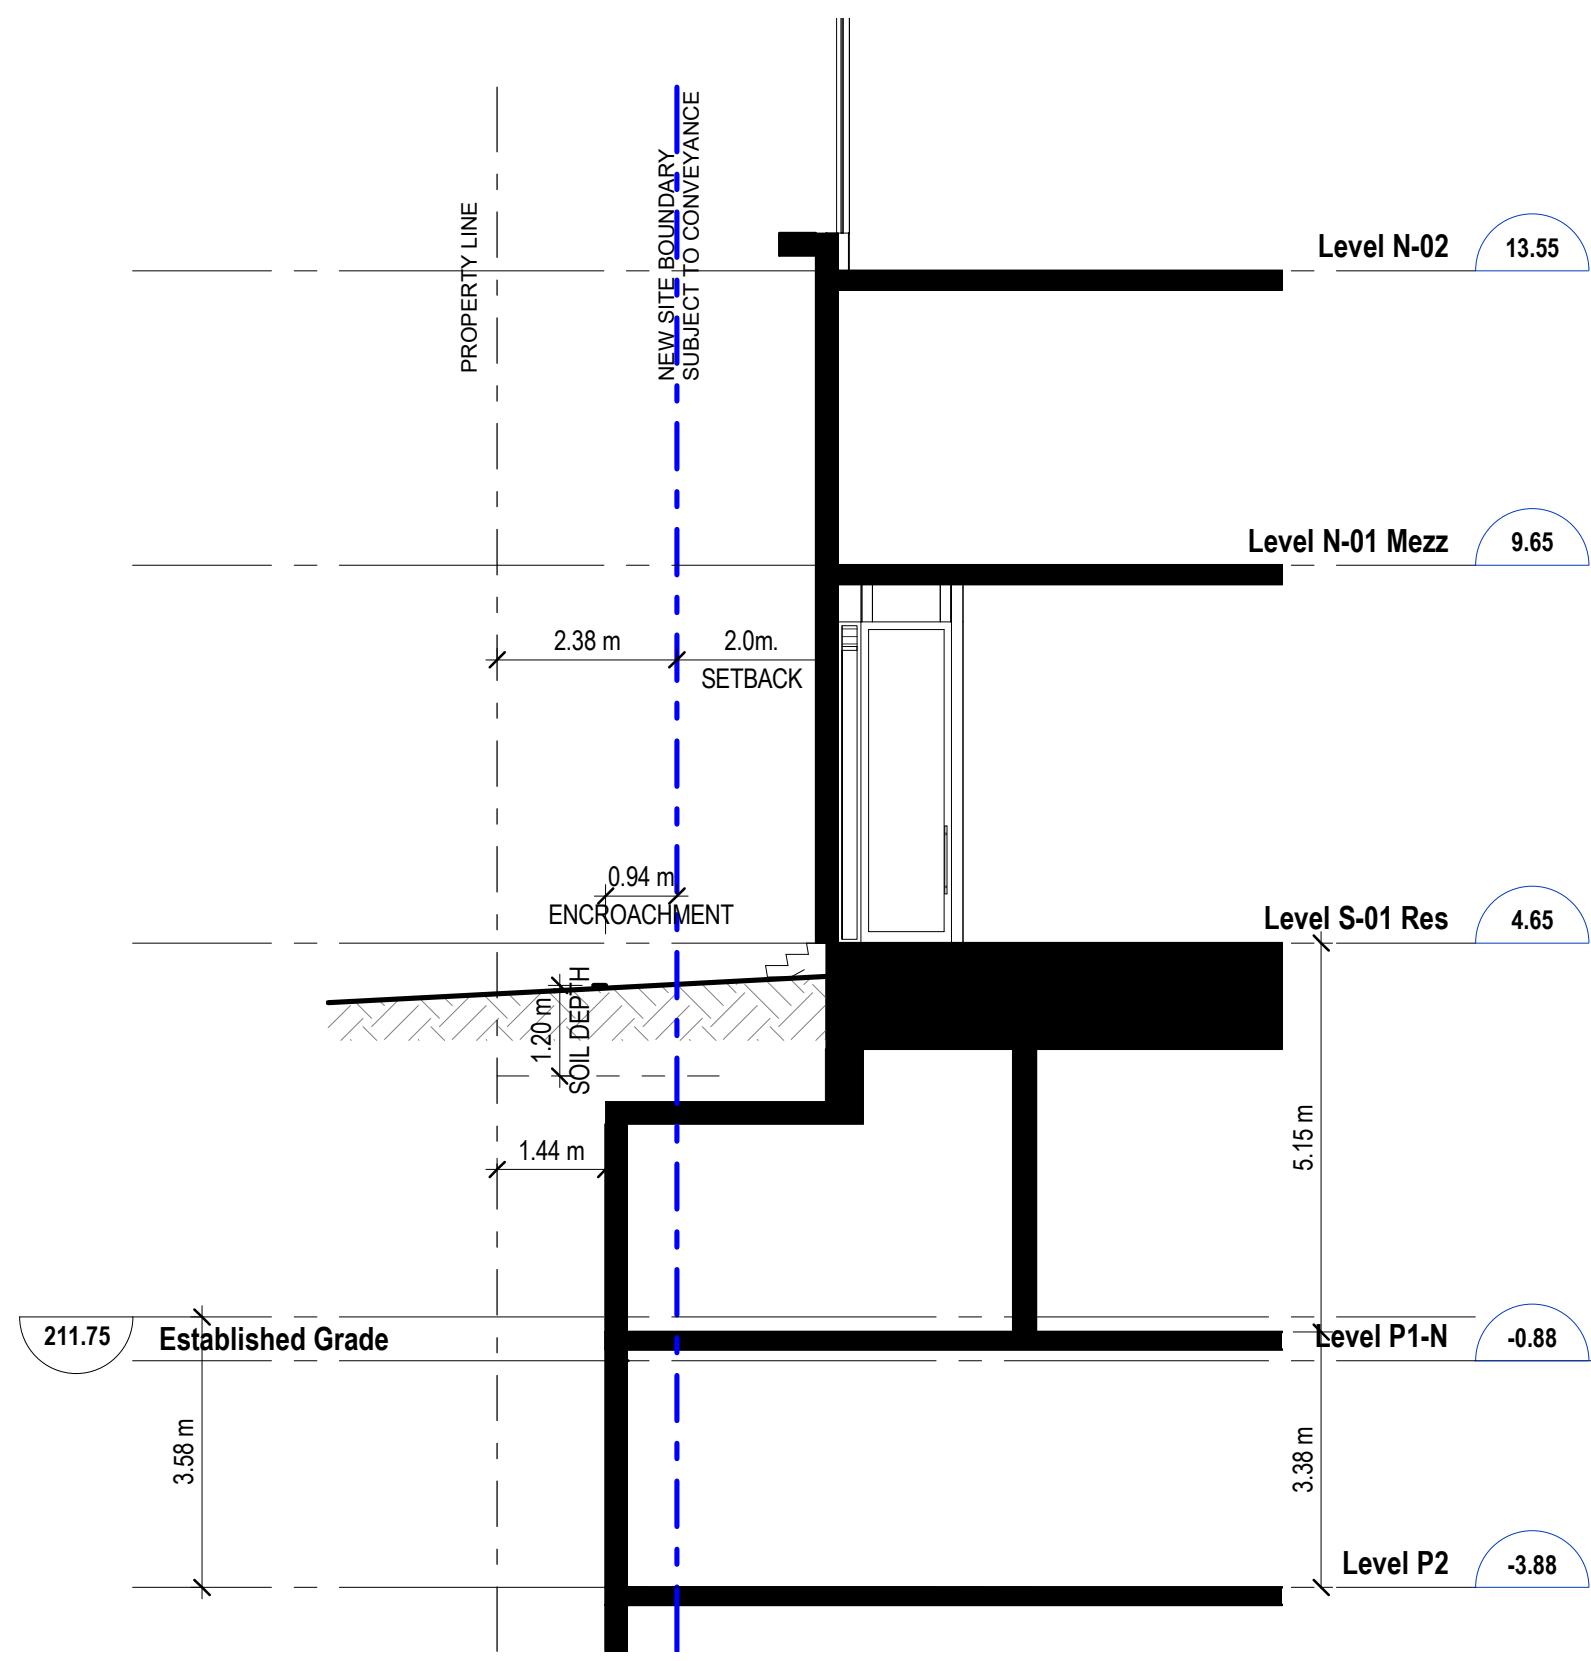 PROPERTY LINE
NEW SITE BOUNDARY
SUBJECT TO CONVEYANCE
Level N-02
13.55
Level N-01 Mezz
9.65
2.38 m
2.0m.
SETBACK
0.94 m
ENCROACHMENT
Level S-01 Res
4.65
1.20 m
SOIL DEPTH
1.44 m
5.15 m
211.75
Established Grade
Level P1-N
-0.88
3.58 m
3.38 m
Level P2
-3.88